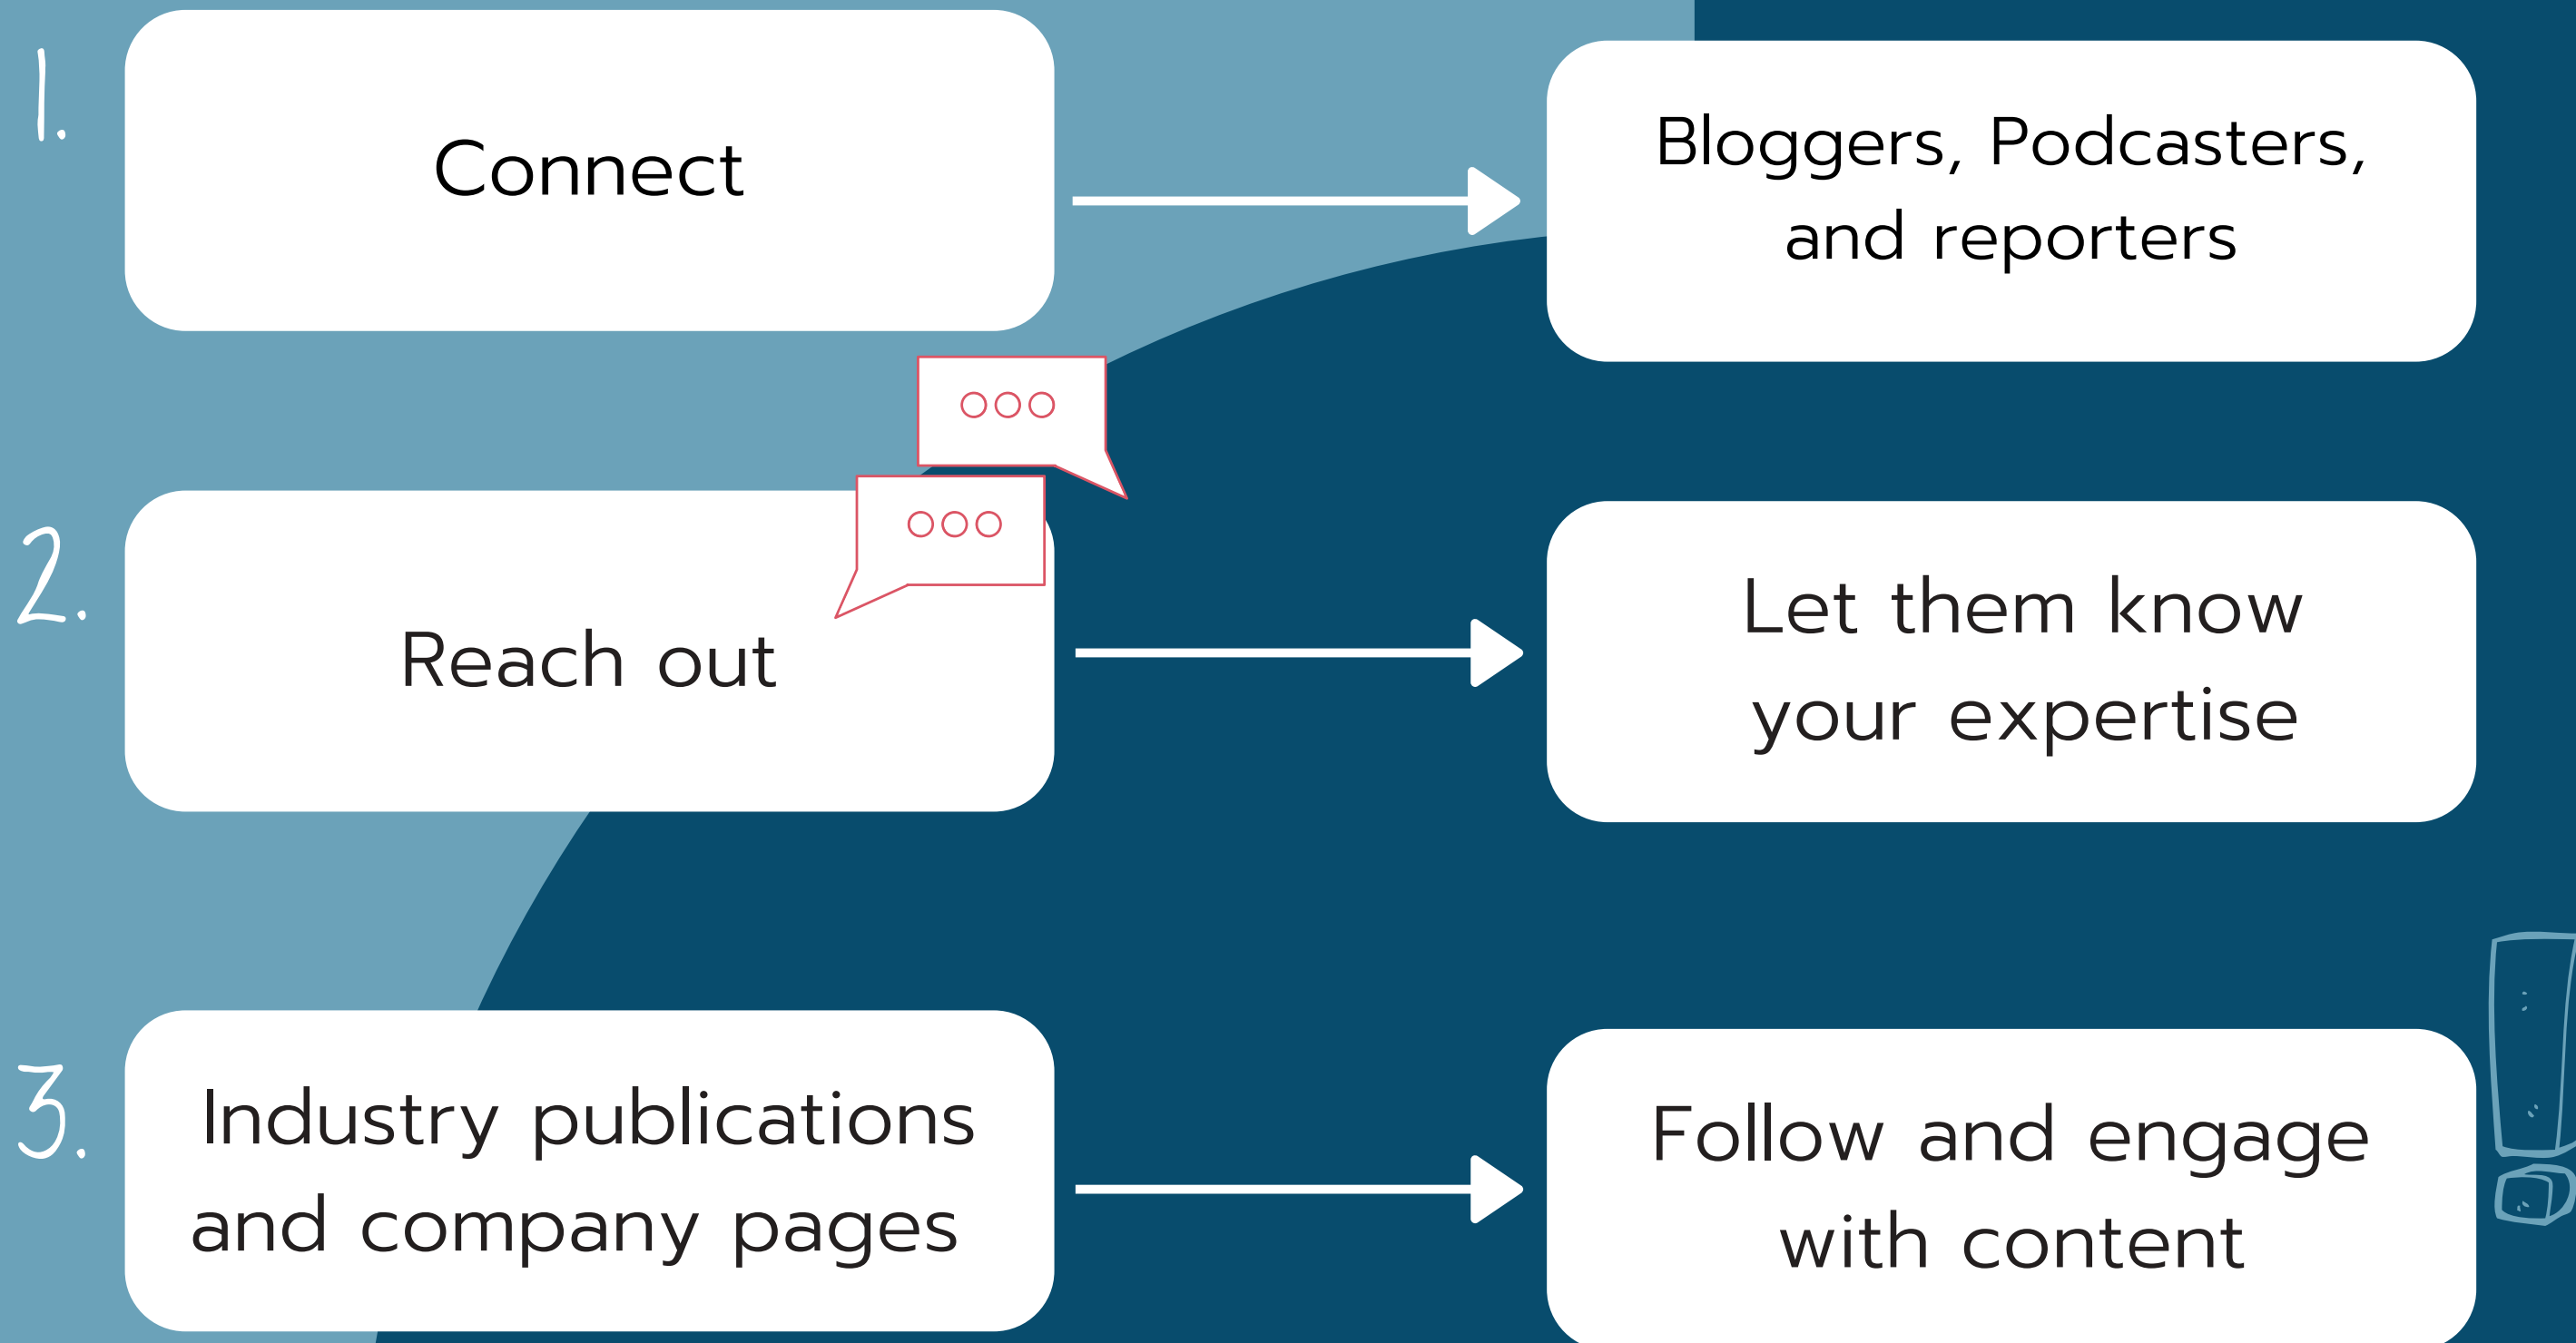 1.
Connect
Bloggers, Podcasters,
and reporters
2.
Reach out
Let them know
your expertise
3.
Industry publications
and company pages
Follow and engage
with content
!